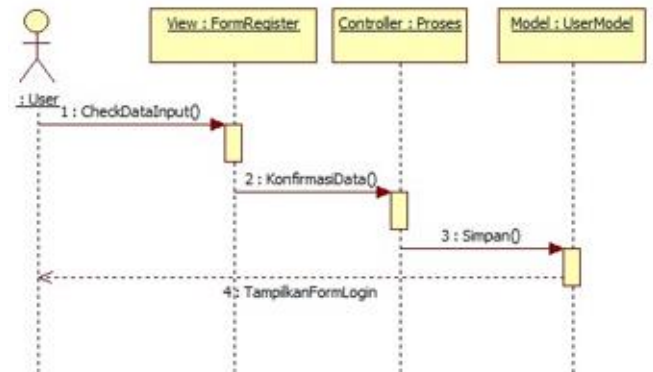 View : FormRegister
Controller : Proses
Model : UserModel
: User
1 : CheckDataInput()
2 : KonfirmasiData()
3 : Simpan()
4 : TampilkanFormLogin